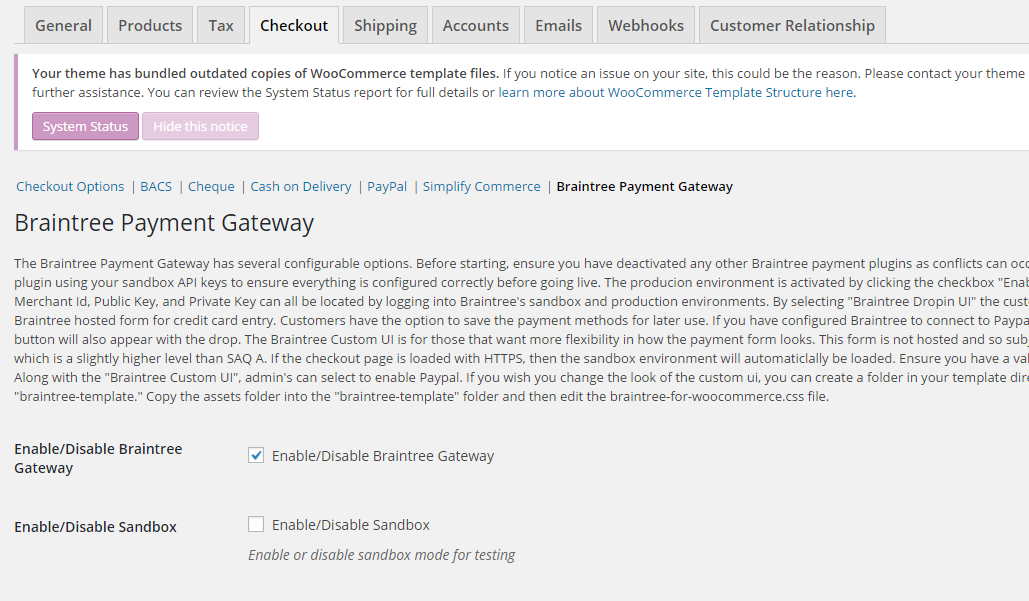 General Products Tax Checkout Shipping Accounts Emails Webhooks Customer Relationship
Your theme has bundled outdated copies of WooCommerce template files. If you notice an issue on your site, this could be the reason. Please contact your theme
further assistance. You can review the System Status report for full details or learn more about WooCommerce Template Structure here.
System Status Hide this notice
Checkout Options | BACS | Cheque | Cash on Delivery | PayPal | Simplify Commerce | Braintree Payment Gateway
Braintree Payment Gateway
The Braintree Payment Gateway has several configurable options. Before starting, ensure you have deactivated any other Braintree payment plugins as conflicts can occ
plugin using your sandbox API keys to ensure everything is configured correctly before going live. The producion environment is activated by clicking the checkbox "Enab
Merchant Id, Public Key, and Private Key can all be located by logging into Braintree's sandbox and production environments. By selecting "Braintree Dropin UI" the custo
Braintree hosted form for credit card entry. Customers have the option to save the payment methods for later use. If you have configured Braintree to connect to Paypa
button will also appear with the drop. The Braintree Custom UI is for those that want more flexibility in how the payment form looks. This form is not hosted and so subj
which is a slightly higher level than SAQ A. If the checkout page is loaded with HTTPS, then the sandbox environment will automaticlally be loaded. Ensure you have a val
Along with the "Braintree Custom UI", admin's can select to enable Paypal. If you wish you change the look of the custom ui, you can create a folder in your template dire
"braintree-template." Copy the assets folder into the "braintree-template" folder and then edit the braintree-for-woocommerce.css file.
Enable/Disable Braintree
Gateway
Enable/Disable Braintree Gateway
Enable/Disable Sandbox
Enable/Disable Sandbox
Enable or disable sandbox mode for testing